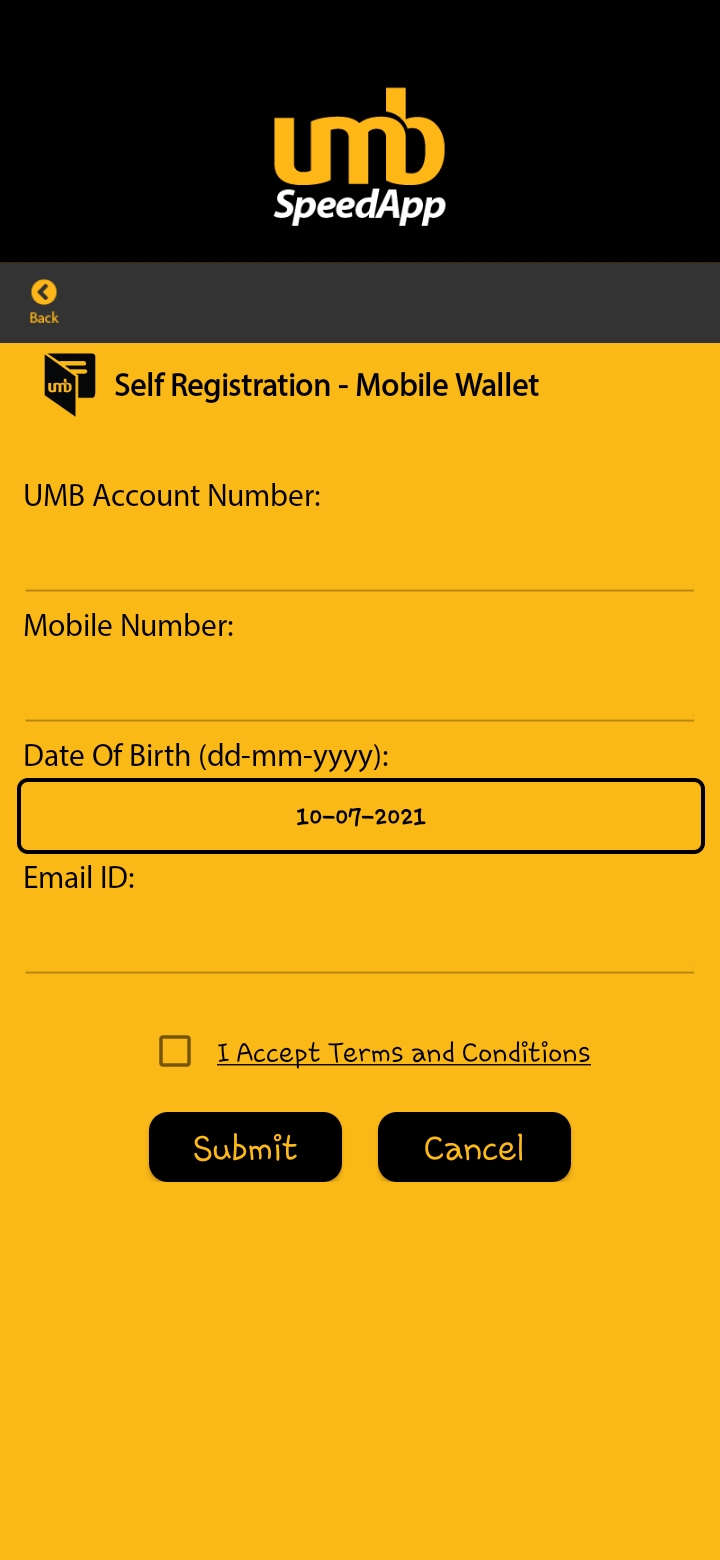 umb
SpeedApp
Back
umb
Self Registration - Mobile Wallet
UMB Account Number:
Mobile Number:
Date Of Birth (dd-mm-yyyy):
10-07-2021
Email ID:
I Accept Terms and Conditions
Submit
Cancel